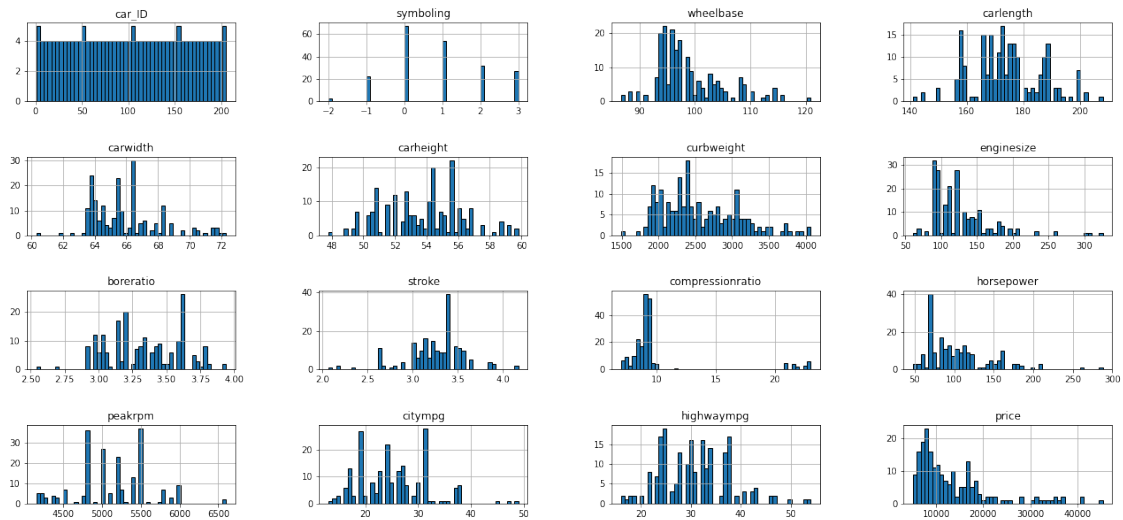 car_ID symboling wheelbase carlength
4 2 0 60 40 20 0 20 10 0 15 10 5 0
0 50 100 150 200 −2 −1 0 1 2 3 90 100 110 120 140 160 180 200
carwidth carheight curbweight enginesize
30 20 10 0 20 10 0 15 10 5 0 30 20 10 0
60 62 64 66 68 70 72 48 50 52 54 56 58 60 1500 2000 2500 3000 3500 4000 50 100 150 200 250 300
boreratio stroke compressionratio horsepower
20 10 0 40 20 0 40 20 0 40 20 0
2.50 2.75 3.00 3.25 3.50 3.75 4.00 2.0 2.5 3.0 3.5 4.0 10 15 20 50 100 150 200 250 300
peakrpm citympg highwaympg price
30 20 10 0 20 10 0 15 10 5 0 20 10 0
4500 5000 5500 6000 6500 20 30 40 50 20 30 40 50 10000 20000 30000 40000